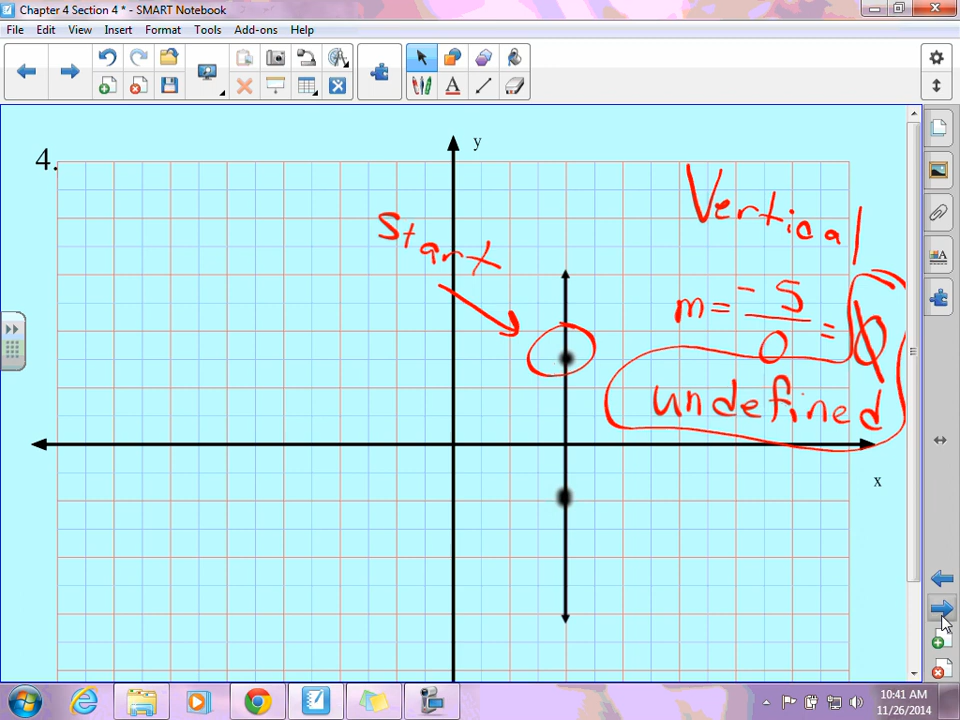 Chapter 4 Section 4 * - SMART Notebook
File Edit View Insert Format Tools Add-ons Help
y
4.
Vertical
Start
m = -5/0 = ∅
undefined
x
10:41 AM
11/26/2014